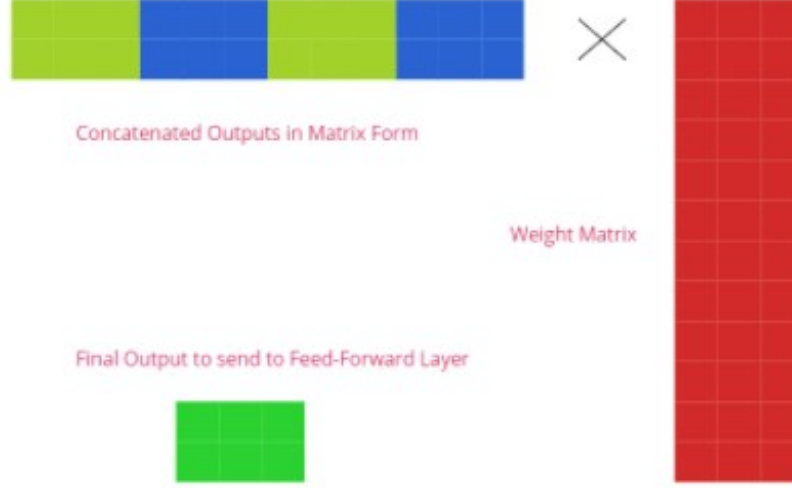 Concatenated Outputs in Matrix Form
Weight Matrix
Final Output to send to Feed-Forward Layer